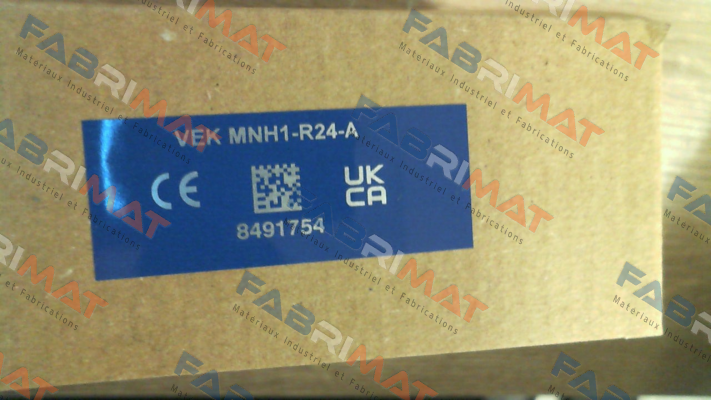 VEK MNH1-R24-A
CE
UK
CA
8491754
FABRIMAT
Materiaux Industriel et Fabrications